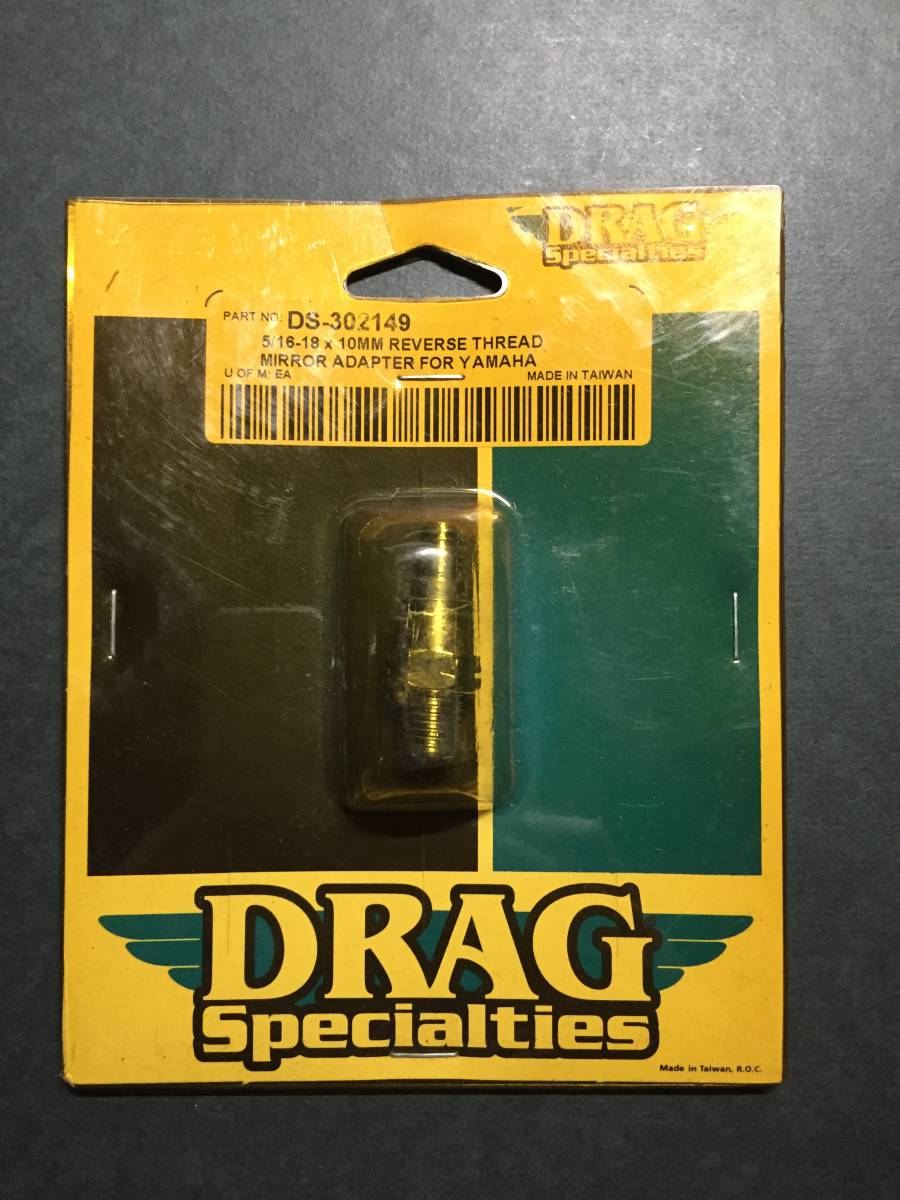 DRAG
Specialties
PART NO: DS-302149
5/16-18 x 10MM REVERSE THREAD
MIRROR ADAPTER FOR YAMAHA
U OF M: EA MADE IN TAIWAN
DRAG®
Specialties
Made in Taiwan, R.O.C.